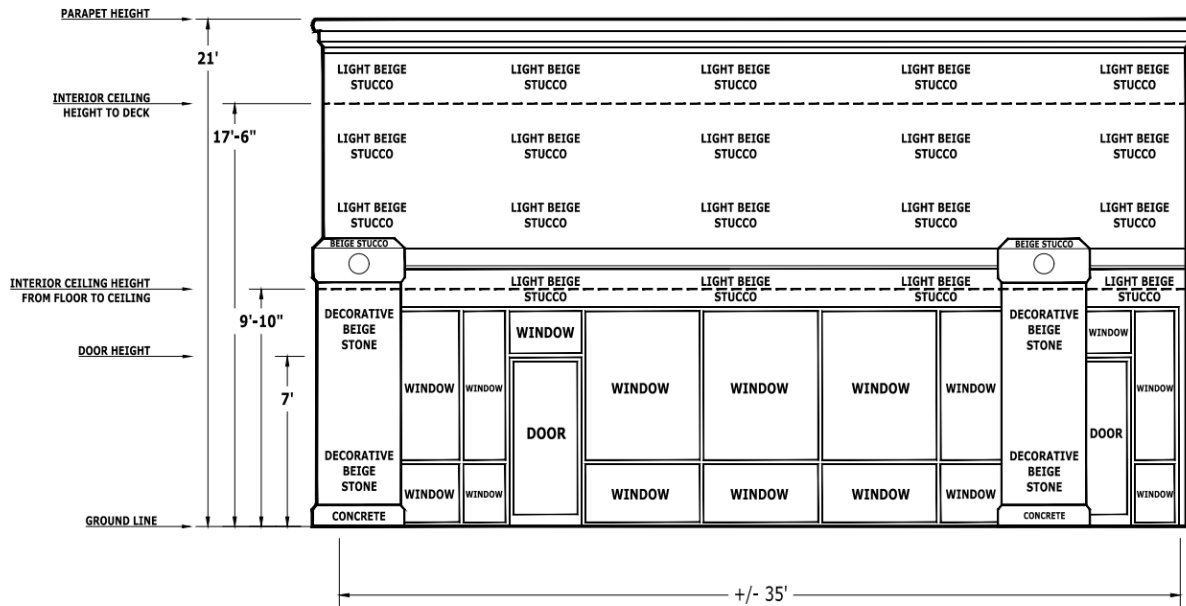 PARAPET HEIGHT
21'
LIGHT BEIGE LIGHT BEIGE LIGHT BEIGE LIGHT BEIGE LIGHT BEIGE
STUCCO STUCCO STUCCO STUCCO STUCCO
INTERIOR CEILING
HEIGHT TO DECK
17'-6"
LIGHT BEIGE LIGHT BEIGE LIGHT BEIGE LIGHT BEIGE LIGHT BEIGE
STUCCO STUCCO STUCCO STUCCO STUCCO
LIGHT BEIGE LIGHT BEIGE LIGHT BEIGE LIGHT BEIGE LIGHT BEIGE
STUCCO STUCCO STUCCO STUCCO STUCCO
BEIGE STUCCO BEIGE STUCCO
INTERIOR CEILING HEIGHT
FROM FLOOR TO CEILING
LIGHT BEIGE LIGHT BEIGE LIGHT BEIGE LIGHT BEIGE
STUCCO STUCCO STUCCO STUCCO
9'-10"
DECORATIVE DECORATIVE
BEIGE BEIGE
STONE STONE
WINDOW WINDOW
DOOR HEIGHT
7'
WINDOW WINDOW WINDOW WINDOW WINDOW WINDOW WINDOW
DOOR DOOR
DECORATIVE DECORATIVE
BEIGE BEIGE
STONE STONE
WINDOW WINDOW WINDOW WINDOW WINDOW WINDOW WINDOW
CONCRETE CONCRETE
GROUND LINE
+/- 35'